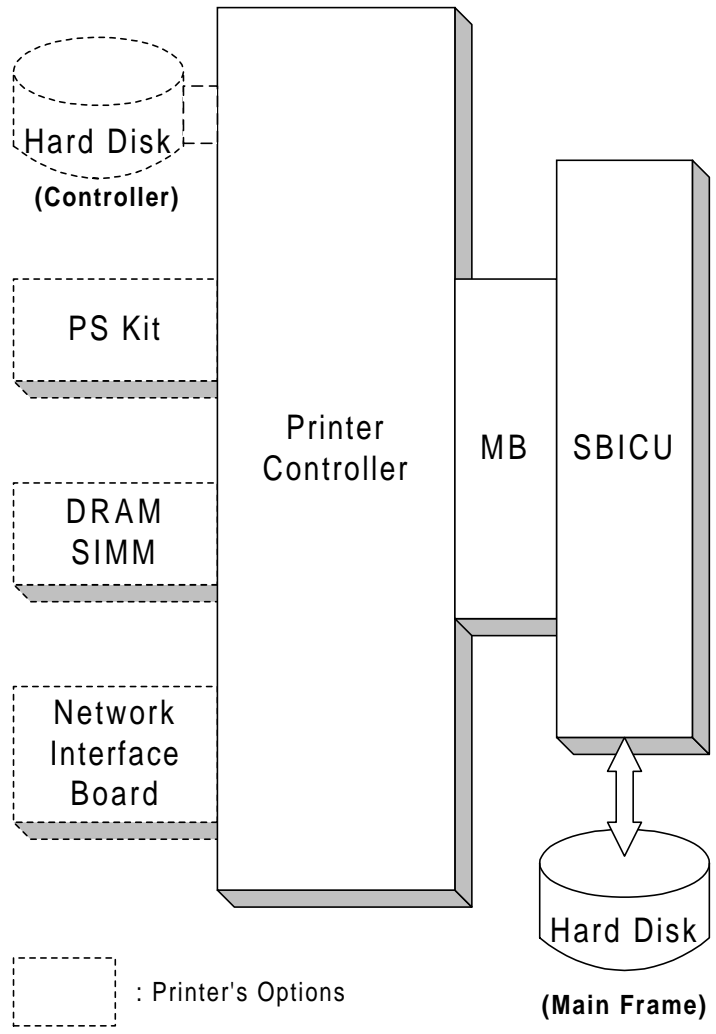 Hard Disk
(Controller)
PS Kit
DRAM
SIMM
Network
Interface
Board
Printer
Controller
MB
SBICU
Hard Disk
(Main Frame)
: Printer's Options